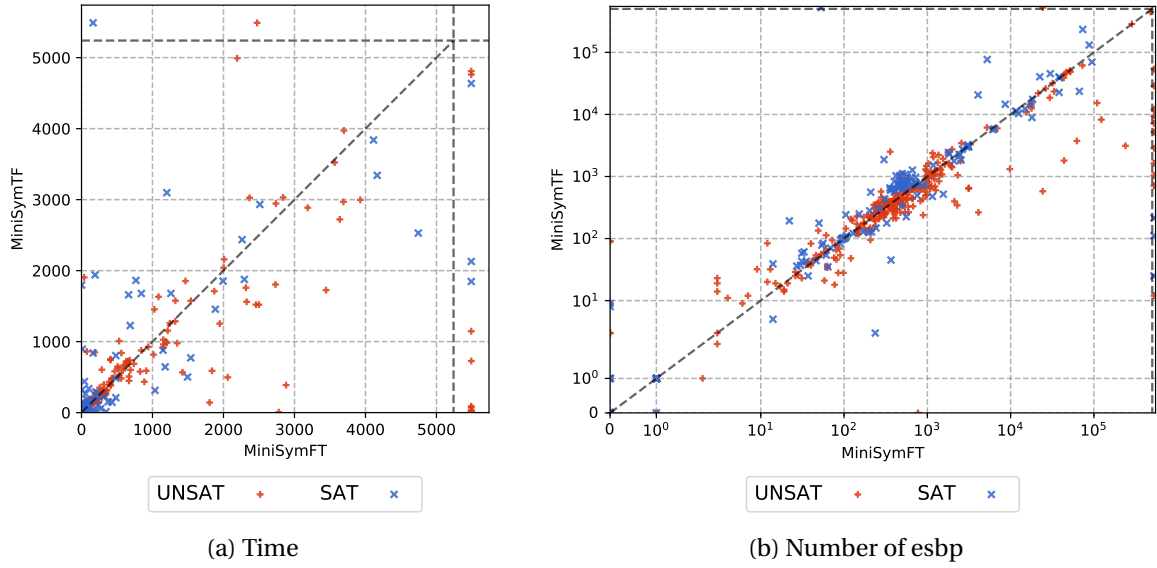 5000
4000
3000
2000
1000
0
MiniSymTF
0 1000 2000 3000 4000 5000
MiniSymFT
UNSAT SAT
(a) Time
10^5
10^4
10^3
10^2
10^1
10^0
0
MiniSymTF
0 10^0 10^1 10^2 10^3 10^4 10^5
MiniSymFT
UNSAT SAT
(b) Number of esbp